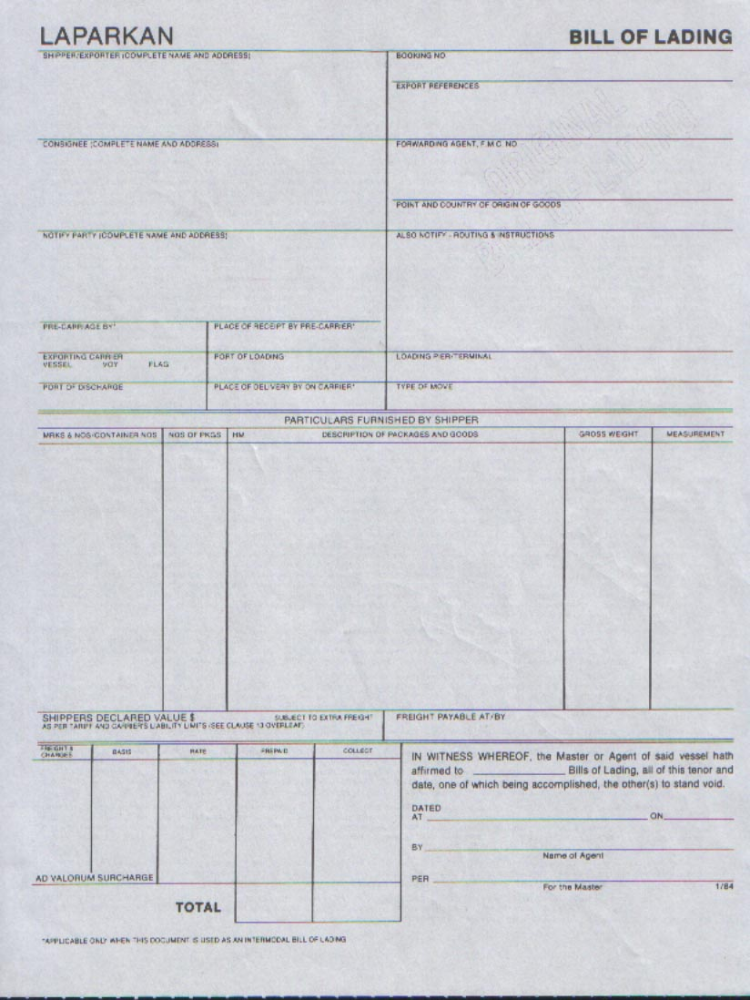 LAPARKAN
BILL OF LADING
SHIPPER/EXPORTER (COMPLETE NAME AND ADDRESS)
BOOKING NO
EXPORT REFERENCES
ORIGINAL
BILL OF LADING
CONSIGNEE (COMPLETE NAME AND ADDRESS)
FORWARDING AGENT, F.M.C. NO
POINT AND COUNTRY OF ORIGIN OF GOODS
NOTIFY PARTY (COMPLETE NAME AND ADDRESS)
ALSO NOTIFY - ROUTING & INSTRUCTIONS
PRE-CARRIAGE BY*
PLACE OF RECEIPT BY PRE-CARRIER*
EXPORTING CARRIER
VESSEL VOY FLAG
PORT OF LOADING
LOADING PIER/TERMINAL
PORT OF DISCHARGE
PLACE OF DELIVERY BY ON CARRIER*
TYPE OF MOVE
PARTICULARS FURNISHED BY SHIPPER
MRKS & NOS/CONTAINER NOS
NOS OF PKGS
HM
DESCRIPTION OF PACKAGES AND GOODS
GROSS WEIGHT
MEASUREMENT
SHIPPERS DECLARED VALUE $ SUBJECT TO EXTRA FREIGHT
AS PER TARIFF AND CARRIER'S LIABILITY LIMITS (SEE CLAUSE 13 OVERLEAF)
FREIGHT PAYABLE AT/BY
FREIGHT &
CHARGES
BASIS
RATE
PREPAID
COLLECT
AD VALORUM SURCHARGE
TOTAL
IN WITNESS WHEREOF, the Master or Agent of said vessel hath
affirmed to Bills of Lading, all of this tenor and
date, one of which being accomplished, the other(s) to stand void.
DATED
AT ON
BY
Name of Agent
PER
For the Master
1/84
*APPLICABLE ONLY WHEN THIS DOCUMENT IS USED AS AN INTERMODAL BILL OF LADING